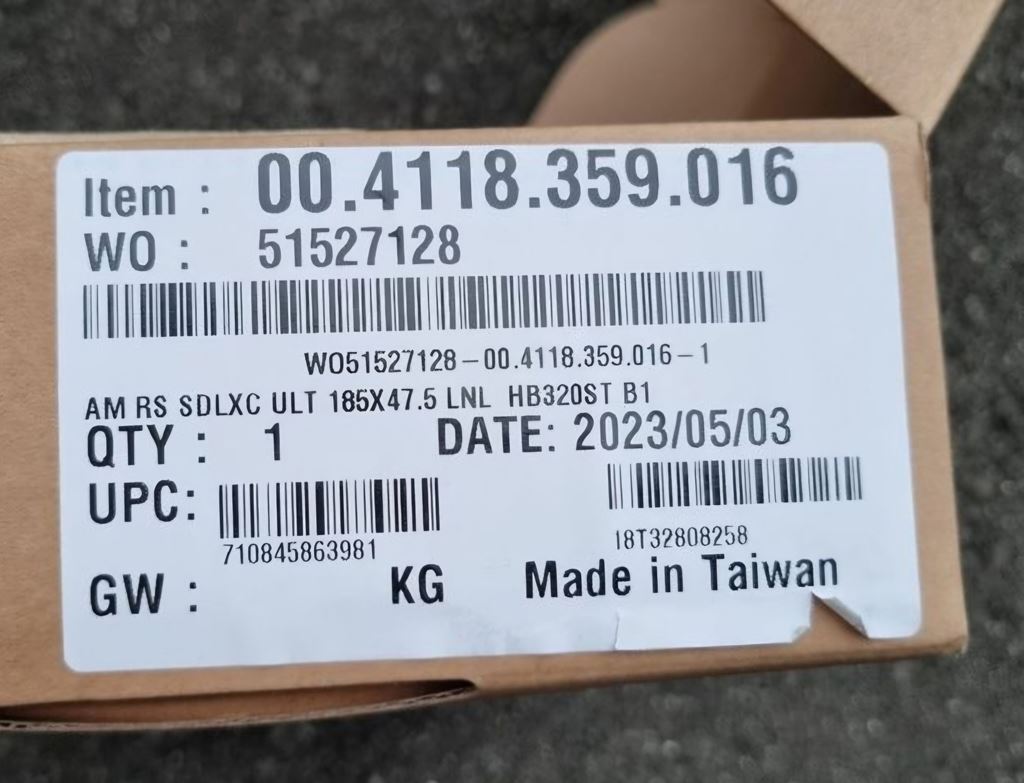 Item : 00.4118.359.016
WO : 51527128
WO51527128-00.4118.359.016-1
AM RS SDLXC ULT 185X47.5 LNL HB320ST B1
QTY : 1 DATE: 2023/05/03
UPC:
710845863981 18T32808258
GW : KG Made in Taiwan